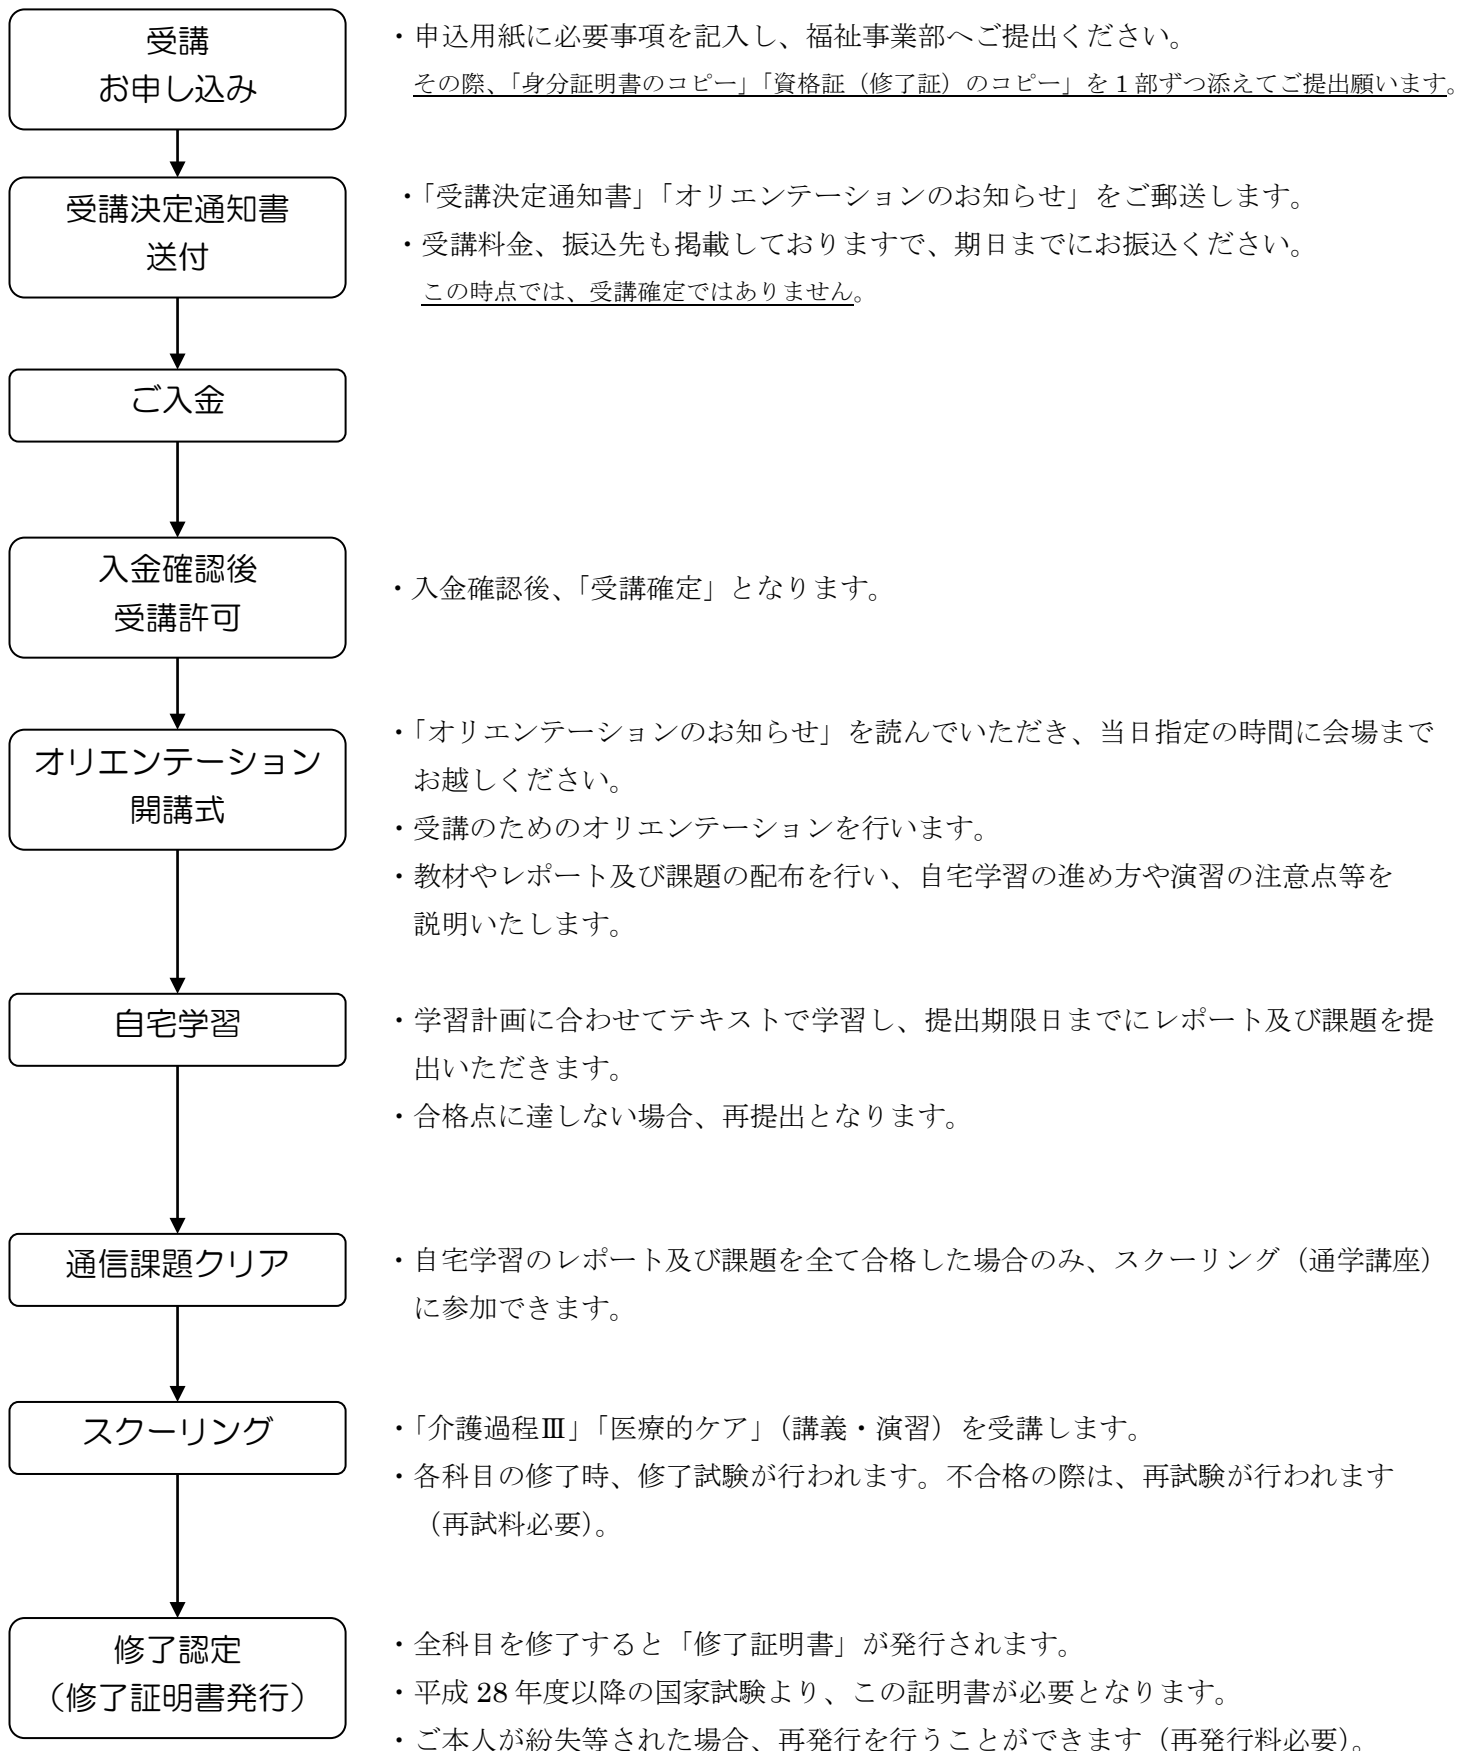 受講
お申し込み
・申込用紙に必要事項を記入し、福祉事業部へご提出ください。
その際、「身分証明書のコピー」「資格証（修了証）のコピー」を１部ずつ添えてご提出願います。
受講決定通知書
送付
・「受講決定通知書」「オリエンテーションのお知らせ」をご郵送します。
・受講料金、振込先も掲載しておりますで、期日までにお振込ください。
この時点では、受講確定ではありません。
ご入金
入金確認後
受講許可
・入金確認後、「受講確定」となります。
オリエンテーション
開講式
・「オリエンテーションのお知らせ」を読んでいただき、当日指定の時間に会場まで
お越しください。
・受講のためのオリエンテーションを行います。
・教材やレポート及び課題の配布を行い、自宅学習の進め方や演習の注意点等を
説明いたします。
自宅学習
・学習計画に合わせてテキストで学習し、提出期限日までにレポート及び課題を提
出いただきます。
・合格点に達しない場合、再提出となります。
通信課題クリア
・自宅学習のレポート及び課題を全て合格した場合のみ、スクーリング（通学講座）
に参加できます。
スクーリング
・「介護過程Ⅲ」「医療的ケア」（講義・演習）を受講します。
・各科目の修了時、修了試験が行われます。不合格の際は、再試験が行われます
（再試料必要）。
修了認定
（修了証明書発行）
・全科目を修了すると「修了証明書」が発行されます。
・平成 28 年度以降の国家試験より、この証明書が必要となります。
・ご本人が紛失等された場合、再発行を行うことができます（再発行料必要）。